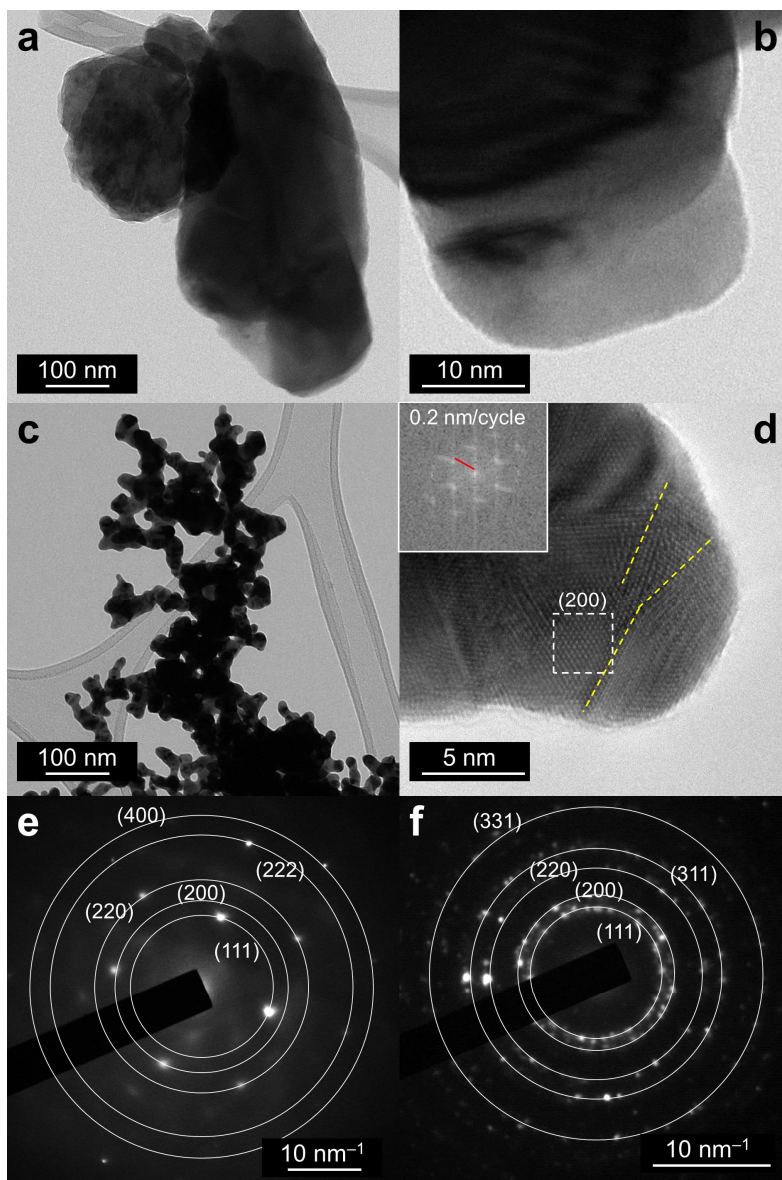 a
b
100 nm
10 nm
c
0.2 nm/cycle
d
(200)
100 nm
5 nm
e
(400)
(222)
(220)
(200)
(111)
10 nm⁻¹
f
(331)
(220)
(311)
(200)
(111)
10 nm⁻¹